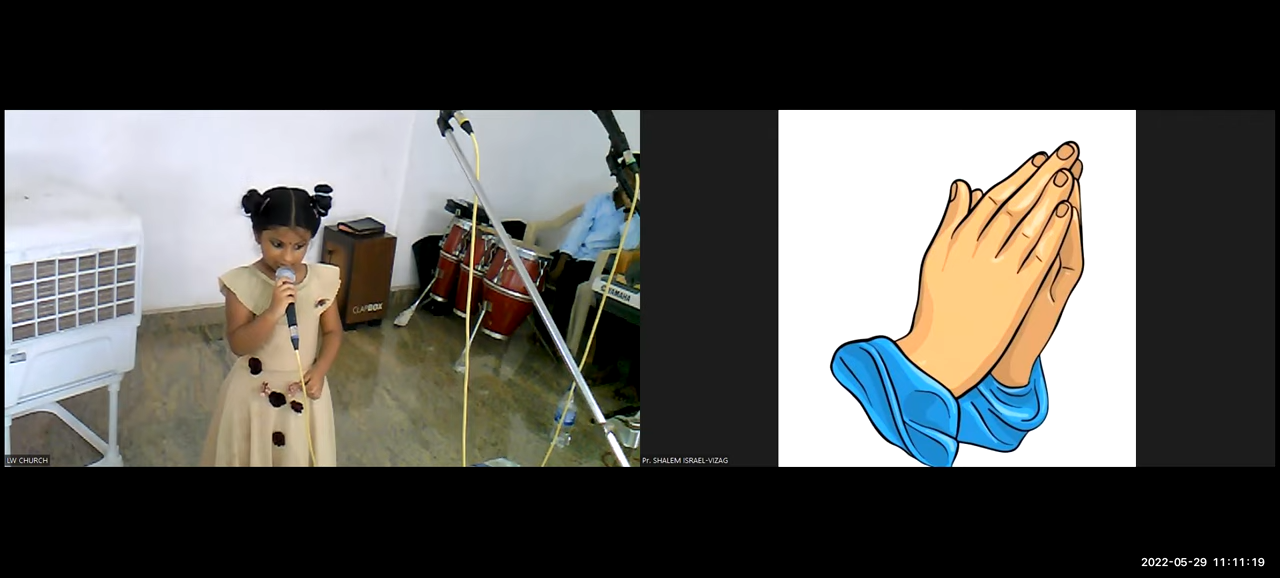 CLAPBOX
YAMAHA
LW CHURCH
Pr. SHALEM ISRAEL-VIZAG
2022-05-29 11:11:19